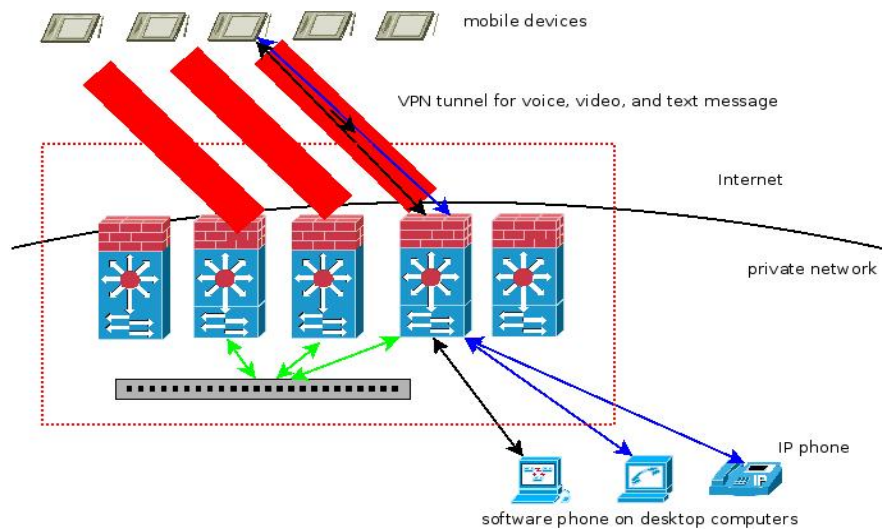 mobile devices
VPN tunnel for voice, video, and text message
Internet
private network
IP phone
IP
software phone on desktop computers